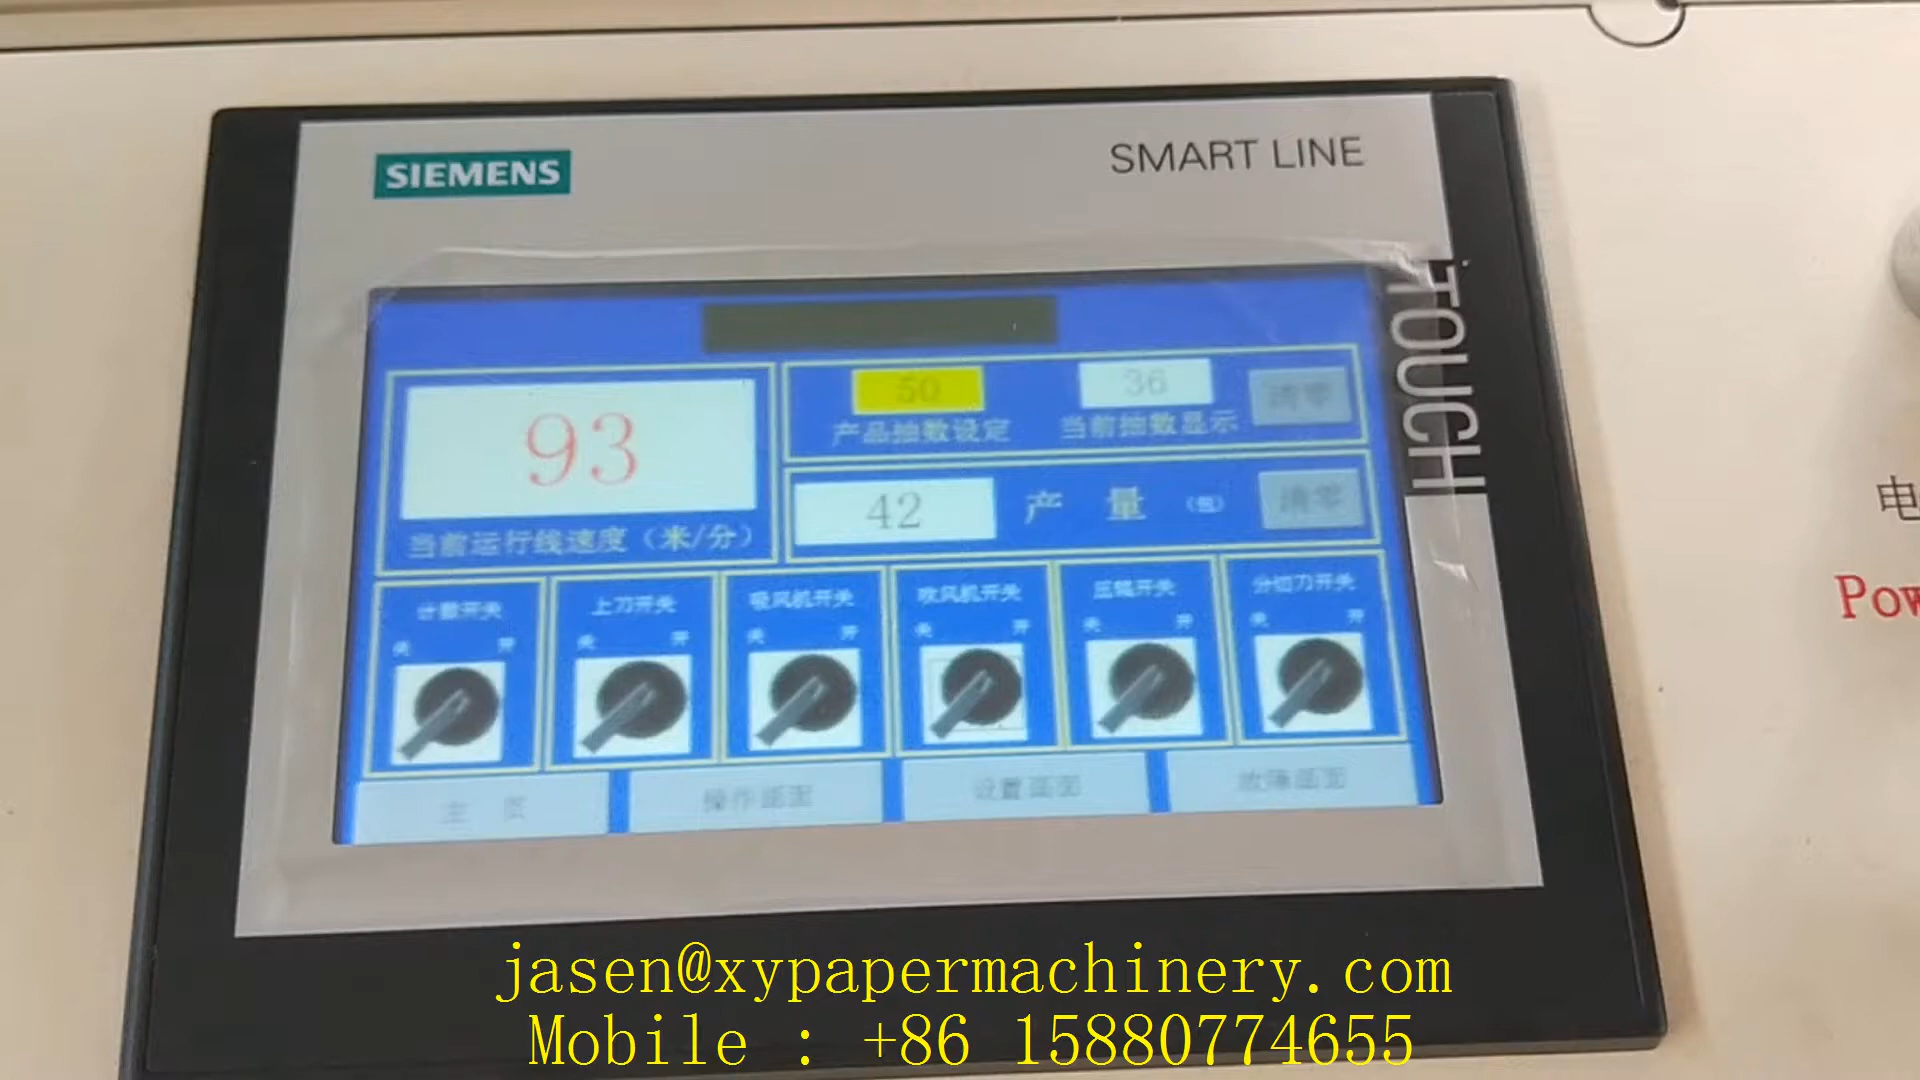 SIEMENS
SMART LINE
TOUCH
50
36
清零
产品抽数设定
当前抽数显示
93
当前运行线速度（米/分）
42
产 量 （包）
清零
计数开关
上刀开关
吸风机开关
吹风机开关
压辊开关
分切刀开关
关 开
关 开
关 开
关 开
关 开
关 开
主 页
操作画面
设置画面
故障画面
电
Pow
jasen@xypapermachinery.com
Mobile : +86 15880774655